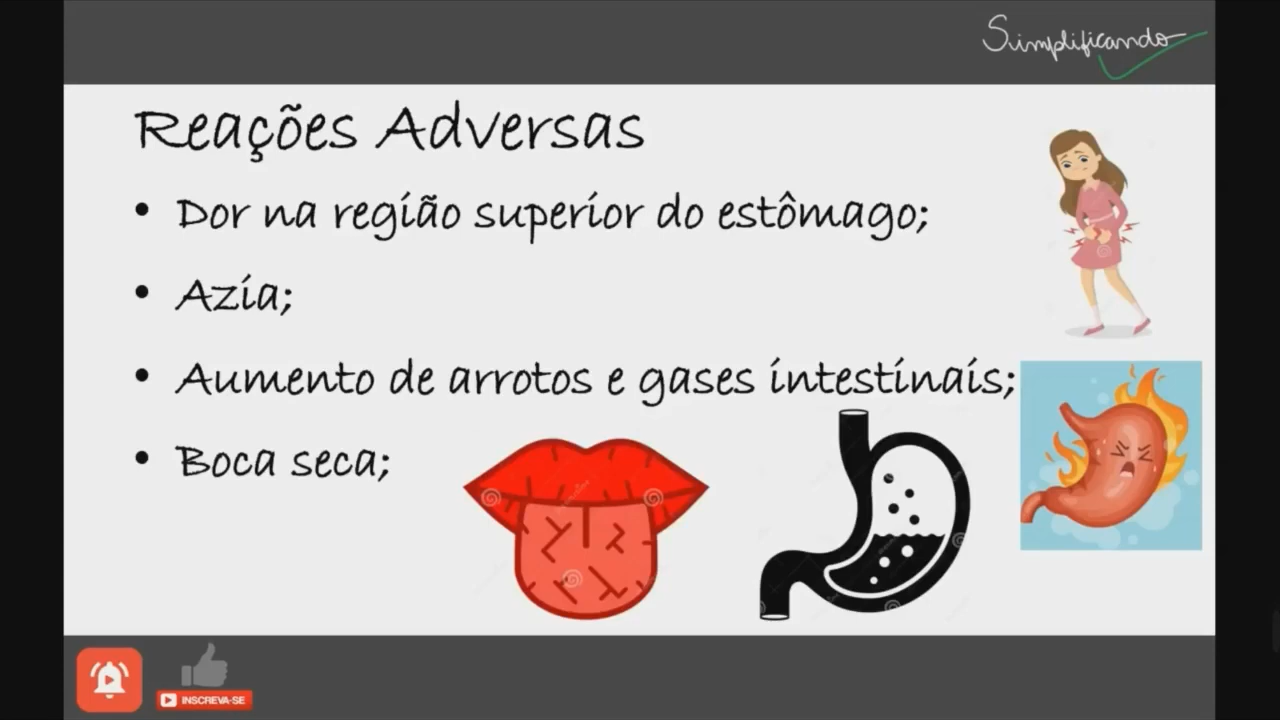 Simplificando
Reações Adversas
• Dor na região superior do estômago;
• Azia;
• Aumento de arrotos e gases intestinais;
• Boca seca;
INSCREVA-SE